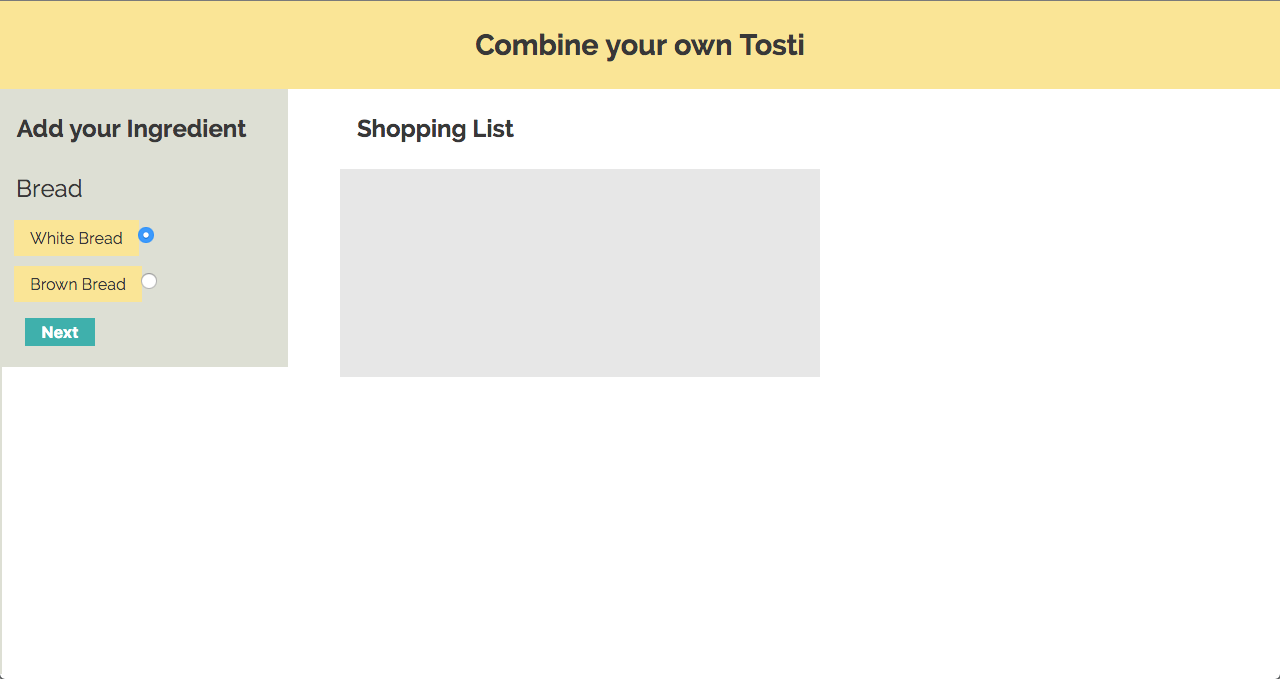 Combine your own Tosti
Add your Ingredient
Shopping List
Bread
White Bread
Brown Bread
Next